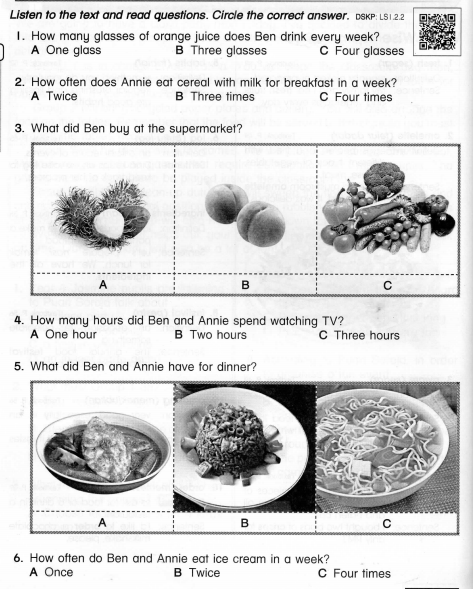 Listen to the text and read questions. Circle the correct answer. DSKP: LS1.2.2
1. How many glasses of orange juice does Ben drink every week?
A One glass B Three glasses C Four glasses
2. How often does Annie eat cereal with milk for breakfast in a week?
A Twice B Three times C Four times
3. What did Ben buy at the supermarket?
A B C
4. How many hours did Ben and Annie spend watching TV?
A One hour B Two hours C Three hours
5. What did Ben and Annie have for dinner?
A B C
6. How often do Ben and Annie eat ice cream in a week?
A Once B Twice C Four times